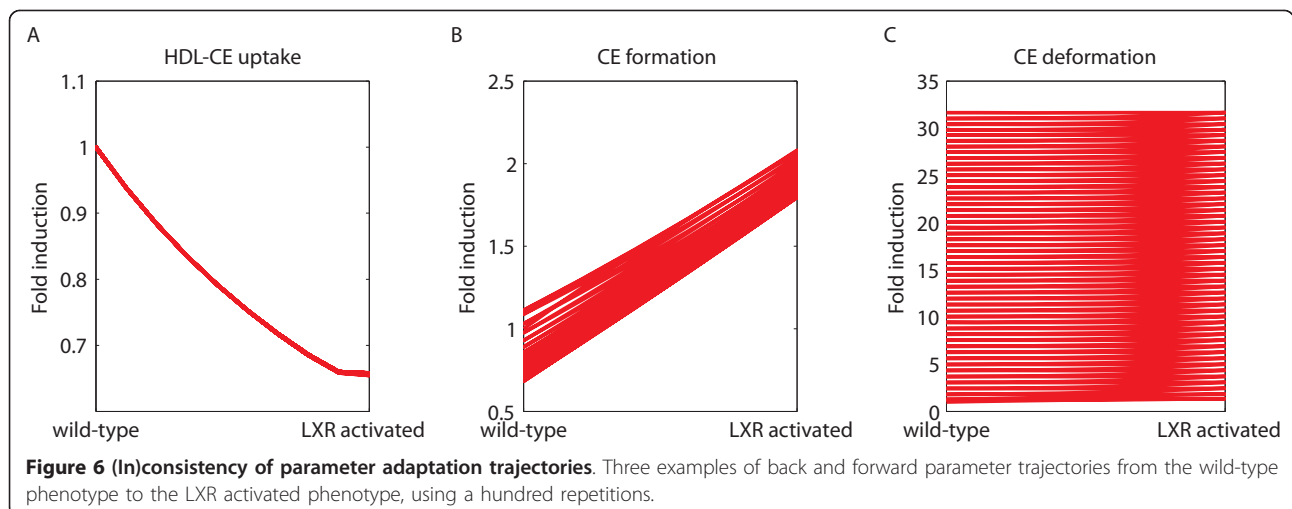 A
HDL-CE uptake
Fold induction
1.1
1
0.9
0.8
0.7
wild-type
LXR activated
B
CE formation
Fold induction
2.5
2
1.5
1
0.5
wild-type
LXR activated
C
CE deformation
Fold induction
35
30
25
20
15
10
5
0
wild-type
LXR activated
Figure 6 (In)consistency of parameter adaptation trajectories. Three examples of back and forward parameter trajectories from the wild-type
phenotype to the LXR activated phenotype, using a hundred repetitions.